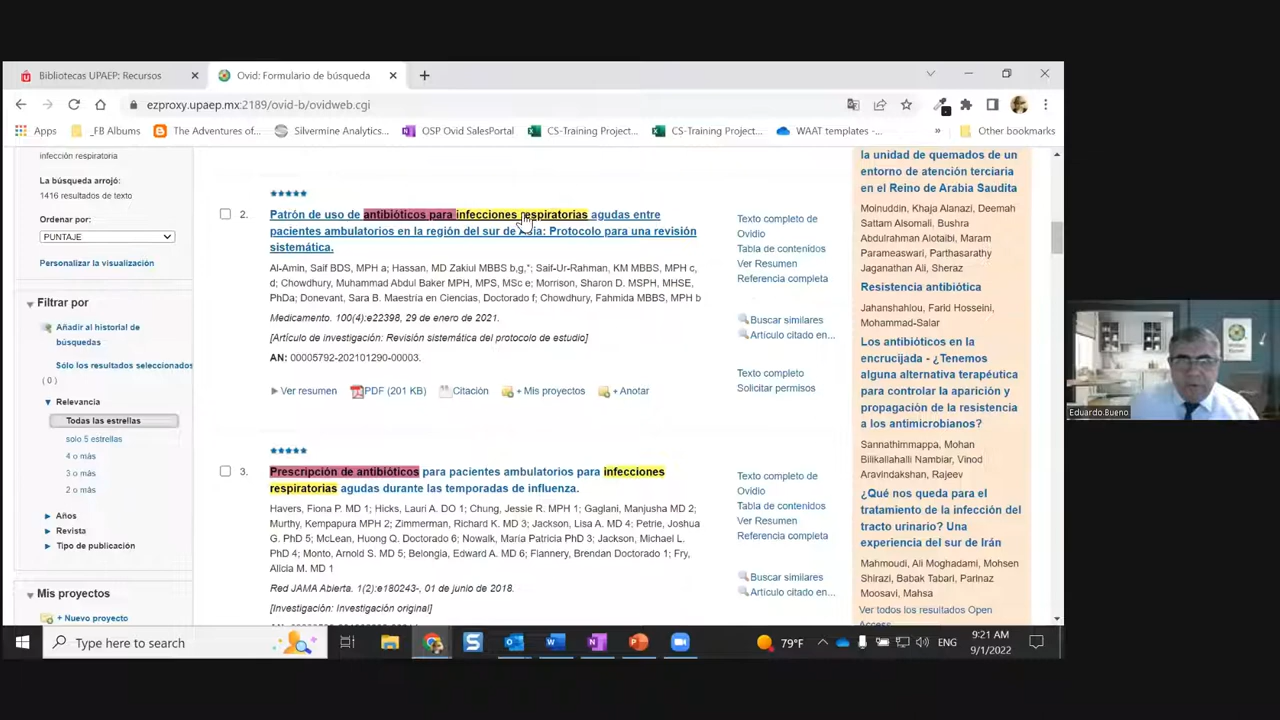 Bibliotecas UPAEP: Recursos
Ovid: Formulario de búsqueda
ezproxy.upaep.mx:2189/ovid-b/ovidweb.cgi
Apps
_FB Albums
The Adventures of...
Silvermine Analytics...
OSP Ovid SalesPortal
CS-Training Project...
CS-Training Project...
WAAT templates -...
»
Other bookmarks
infección respiratoria
La búsqueda arrojó:
1416 resultados de texto
Ordenar por:
PUNTAJE
Personalizar la visualización
Filtrar por
Añadir al historial de
búsquedas
Sólo los resultados seleccionados
( 0 )
Relevancia
Todas las estrellas
solo 5 estrellas
4 o más
3 o más
2 o más
Años
Revista
Tipo de publicación
Mis proyectos
+ Nuevo proyecto
2.
Patrón de uso de antibióticos para infecciones respiratorias agudas entre
pacientes ambulatorios en la región del sur de Asia: Protocolo para una revisión
sistemática.
Al-Amin, Saif BDS, MPH a; Hassan, MD Zakiul MBBS b,g,*; Saif-Ur-Rahman, KM MBBS, MPH c,
d; Chowdhury, Muhammad Abdul Baker MPH, MPS, MSc e; Morrison, Sharon D. MSPH, MHSE,
PhDa; Donevant, Sara B. Maestría en Ciencias, Doctorado f; Chowdhury, Fahmida MBBS, MPH b
Medicamento. 100(4):e22398, 29 de enero de 2021.
[Artículo de investigación: Revisión sistemática del protocolo de estudio]
AN: 00005792-202101290-00003.
Ver resumen
PDF (201 KB)
Citación
+ Mis proyectos
+ Anotar
Texto completo de
Ovidio
Tabla de contenidos
Ver Resumen
Referencia completa
Buscar similares
Artículo citado en...
Texto completo
Solicitar permisos
3.
Prescripción de antibióticos para pacientes ambulatorios para infecciones
respiratorias agudas durante las temporadas de influenza.
Havers, Fiona P. MD 1; Hicks, Lauri A. DO 1; Chung, Jessie R. MPH 1; Gaglani, Manjusha MD 2;
Murthy, Kempapura MPH 2; Zimmerman, Richard K. MD 3; Jackson, Lisa A. MD 4; Petrie, Joshua
G. PhD 5; McLean, Huong Q. Doctorado 6; Nowalk, Maria Patricia PhD 3; Jackson, Michael L.
PhD 4; Monto, Arnold S. MD 5; Belongia, Edward A. MD 6; Flannery, Brendan Doctorado 1; Fry,
Alicia M. MD 1
Red JAMA Abierta. 1(2):e180243-, 01 de junio de 2018.
[Investigación: Investigación original]
Texto completo de
Ovidio
Tabla de contenidos
Ver Resumen
Referencia completa
Buscar similares
Artículo citado en...
la unidad de quemados de un
entorno de atención terciaria
en el Reino de Arabia Saudita
Moinuddin, Khaja Alanazi, Deemah
Sattam Alsomali, Bushra
Abdulrahman Alotaibi, Maram
Parameaswari, Parthasarathy
Jaganathan Ali, Sheraz
Resistencia antibiótica
Jahanshahlou, Farid Hosseini,
Mohammad-Salar
Los antibióticos en la
encrucijada - ¿Tenemos
alguna alternativa terapéutica
para controlar la aparición y
propagación de la resistencia
a los antimicrobianos?
Sannathimmappa, Mohan
Bilikallahalli Nambiar, Vinod
Aravindakshan, Rajeev
¿Qué nos queda para el
tratamiento de la infección del
tracto urinario? Una
experiencia del sur de Irán
Mahmoudi, Ali Moghadami, Mohsen
Shirazi, Babak Tabari, Parinaz
Moosavi, Mahsa
Ver todos los resultados Open
Access
Eduardo.Bueno
Type here to search
79°F
ENG
9:21 AM
9/1/2022